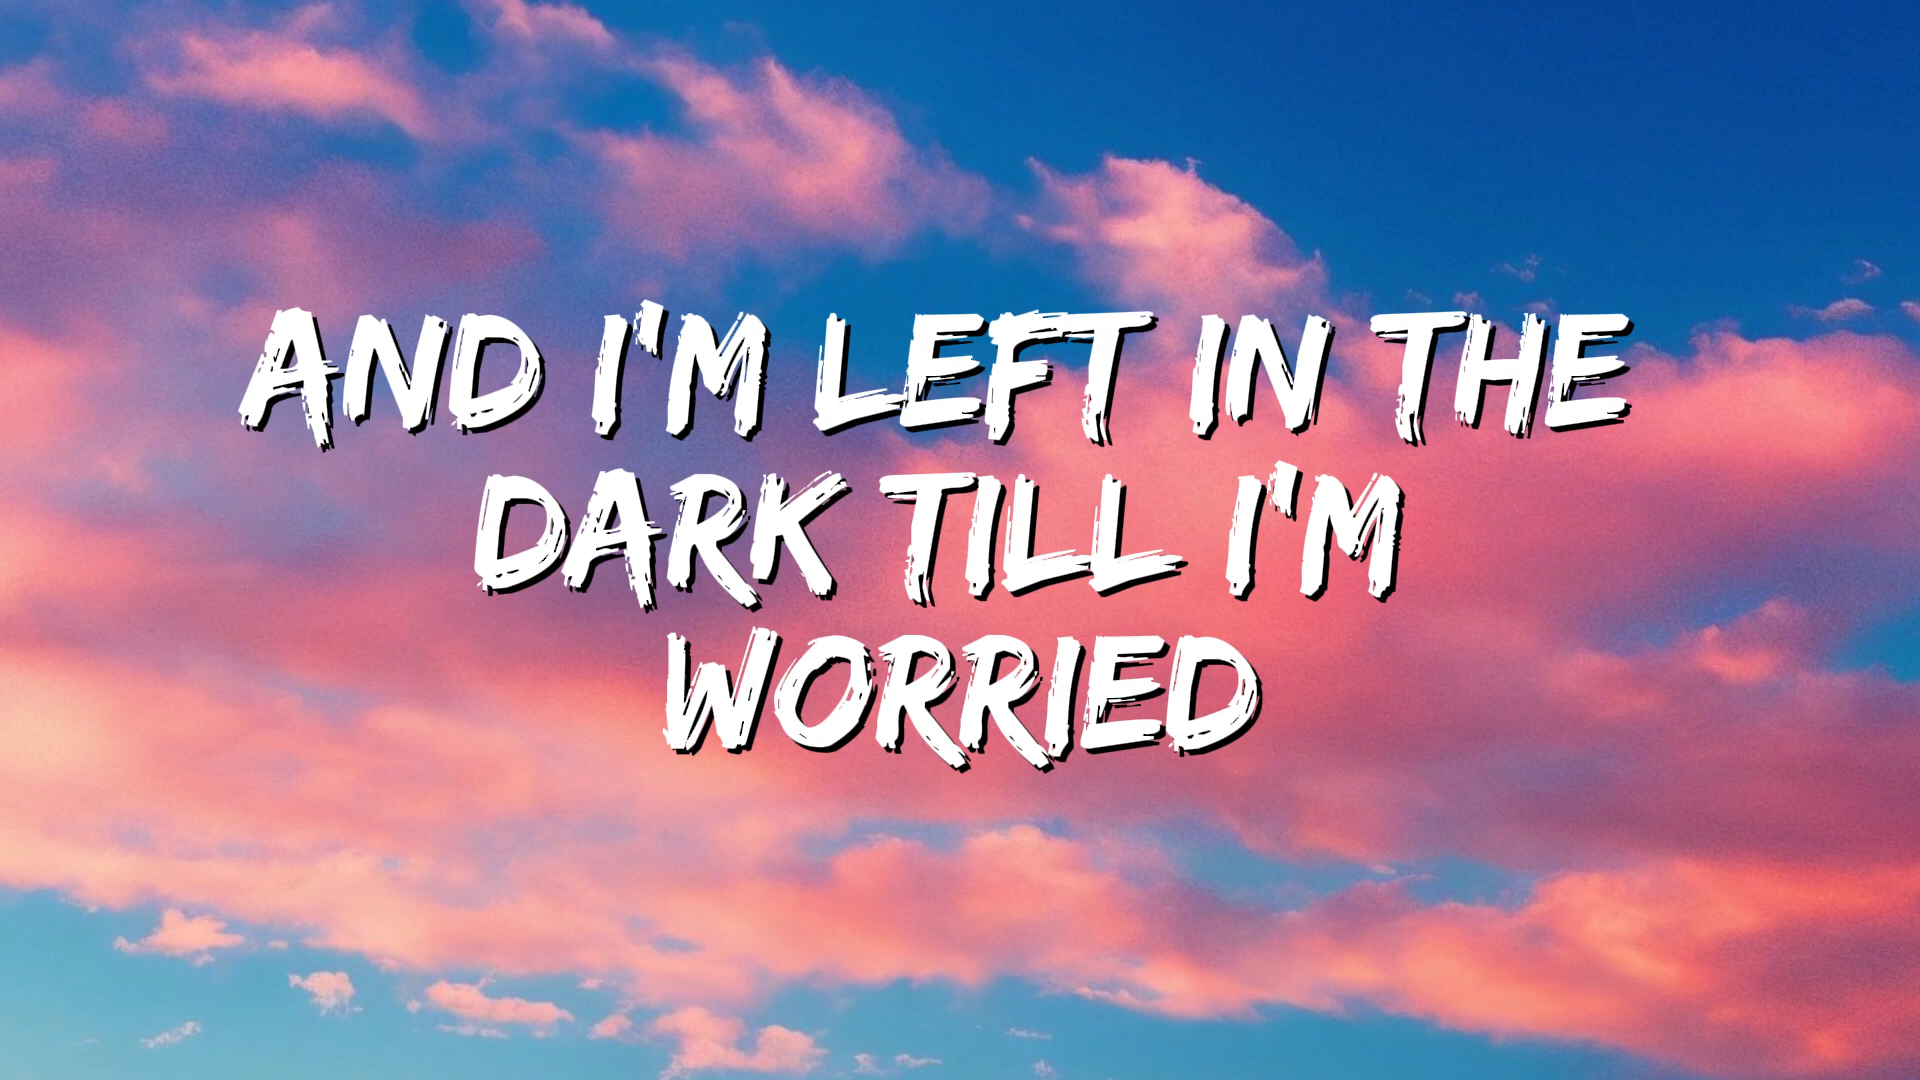 AND I'M LEFT IN THE
DARK TILL I'M
WORRIED